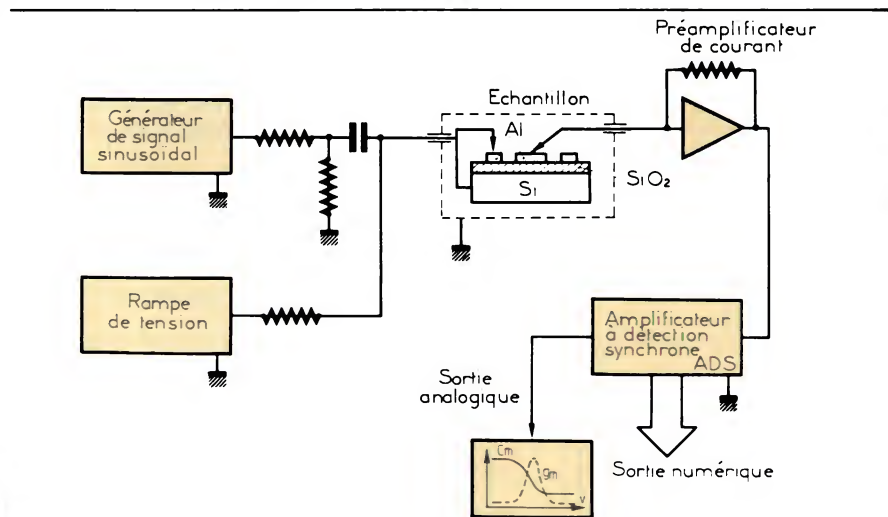 Préamplificateur
de courant
Echantillon
Générateur
de signal
sinusoïdal
Al
Si
SiO₂
Rampe
de tension
Amplificateur
à détection
synchrone
ADS
Sortie
analogique
Cm
gm
v
Sortie numérique